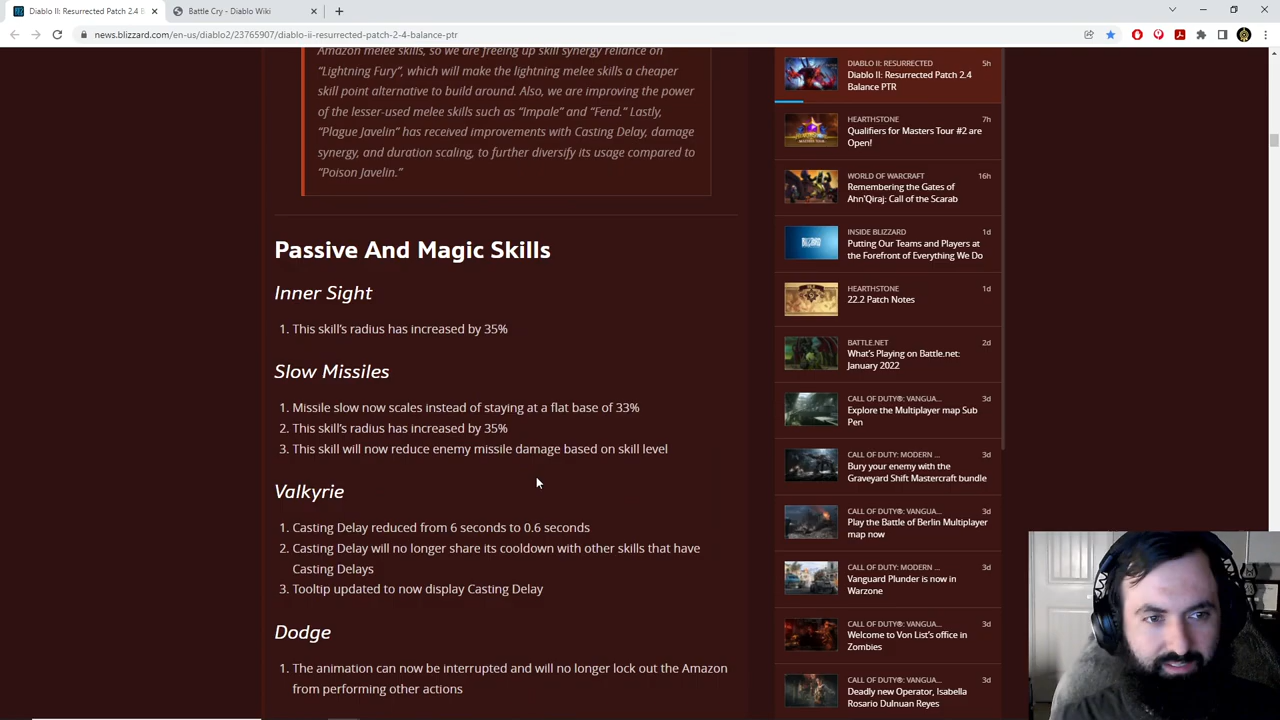 Diablo II: Resurrected Patch 2.4 B
Battle Cry - Diablo Wiki
news.blizzard.com/en-us/diablo2/23765907/diablo-ii-resurrected-patch-2-4-balance-ptr
Amazon melee skills, so we are freeing up skill synergy reliance on
“Lightning Fury”, which will make the lightning melee skills a cheaper
skill point alternative to build around. Also, we are improving the power
of the lesser-used melee skills such as “Impale” and “Fend.” Lastly,
“Plague Javelin” has received improvements with Casting Delay, damage
synergy, and duration scaling, to further diversify its usage compared to
“Poison Javelin.”
Passive And Magic Skills
Inner Sight
1. This skill’s radius has increased by 35%
Slow Missiles
1. Missile slow now scales instead of staying at a flat base of 33%
2. This skill’s radius has increased by 35%
3. This skill will now reduce enemy missile damage based on skill level
Valkyrie
1. Casting Delay reduced from 6 seconds to 0.6 seconds
2. Casting Delay will no longer share its cooldown with other skills that have
Casting Delays
3. Tooltip updated to now display Casting Delay
Dodge
1. The animation can now be interrupted and will no longer lock out the Amazon
from performing other actions
DIABLO II: RESURRECTED 5h
Diablo II: Resurrected Patch 2.4
Balance PTR
HEARTHSTONE 7h
Qualifiers for Masters Tour #2 are
Open!
WORLD OF WARCRAFT 16h
Remembering the Gates of
Ahn'Qiraj: Call of the Scarab
INSIDE BLIZZARD 1d
Putting Our Teams and Players at
the Forefront of Everything We Do
HEARTHSTONE 1d
22.2 Patch Notes
BATTLE.NET 2d
What’s Playing on Battle.net:
January 2022
CALL OF DUTY®: VANGUA... 3d
Explore the Multiplayer map Sub
Pen
CALL OF DUTY: MODERN ... 3d
Bury your enemy with the
Graveyard Shift Mastercraft bundle
CALL OF DUTY®: VANGUA... 3d
Play the Battle of Berlin Multiplayer
map now
CALL OF DUTY: MODERN ... 3d
Vanguard Plunder is now in
Warzone
CALL OF DUTY®: VANGUA... 3d
Welcome to Von List’s office in
Zombies
CALL OF DUTY®: VANGUA... 3d
Deadly new Operator, Isabella
Rosario Dulnuan Reyes